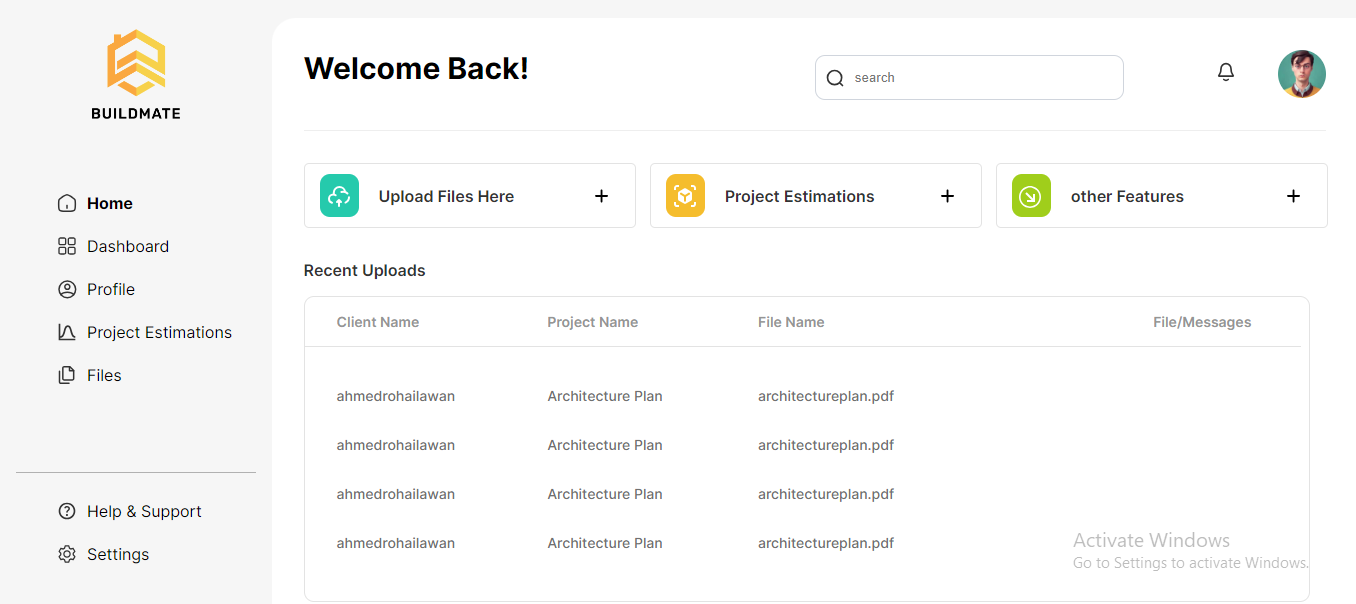 BUILDMATE
Home
Dashboard
Profile
Project Estimations
Files
Help & Support
Settings
Welcome Back!
search
Upload Files Here +
Project Estimations +
other Features +
Recent Uploads
Client Name Project Name File Name File/Messages
ahmedrohailawan Architecture Plan architectureplan.pdf
ahmedrohailawan Architecture Plan architectureplan.pdf
ahmedrohailawan Architecture Plan architectureplan.pdf
ahmedrohailawan Architecture Plan architectureplan.pdf
Activate Windows
Go to Settings to activate Windows.